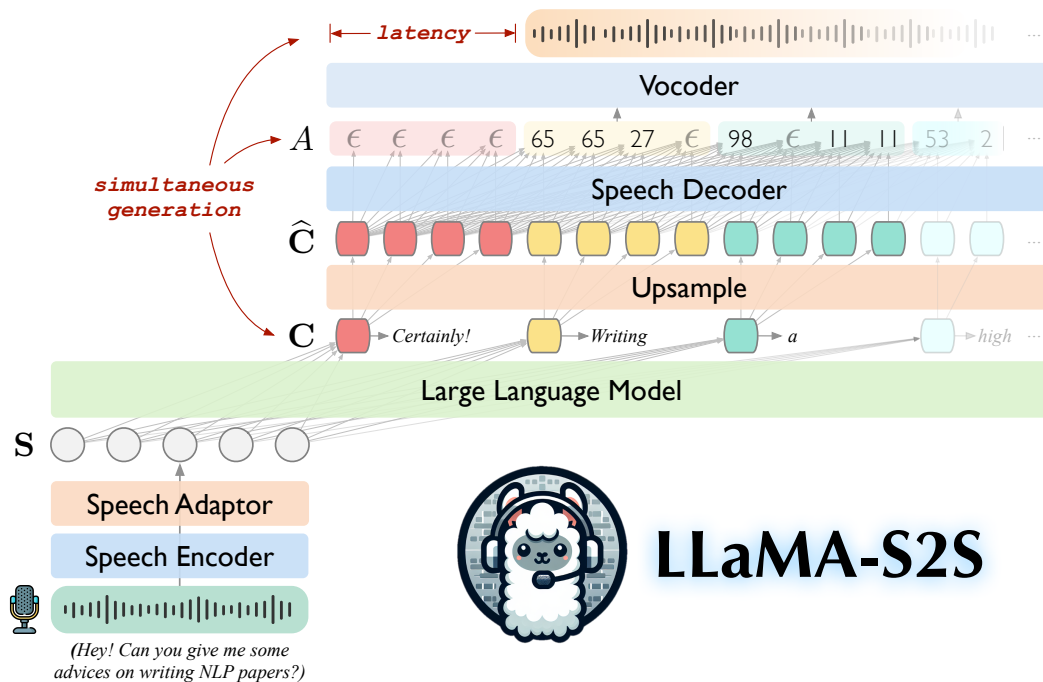 latency
...
Vocoder
A ϵ ϵ ϵ ϵ 65 65 27 ϵ 98 ϵ 11 11 53 2 ...
simultaneous
generation
Speech Decoder
Ĉ ...
Upsample
C Certainly! Writing a high ...
Large Language Model
S
Speech Adaptor
Speech Encoder
LLaMA-S2S
(Hey! Can you give me some
advices on writing NLP papers?)